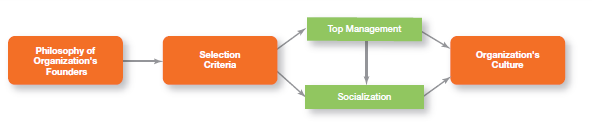 Philosophy of
Organization's
Founders
Selection
Criteria
Top Management
Socialization
Organization's
Culture